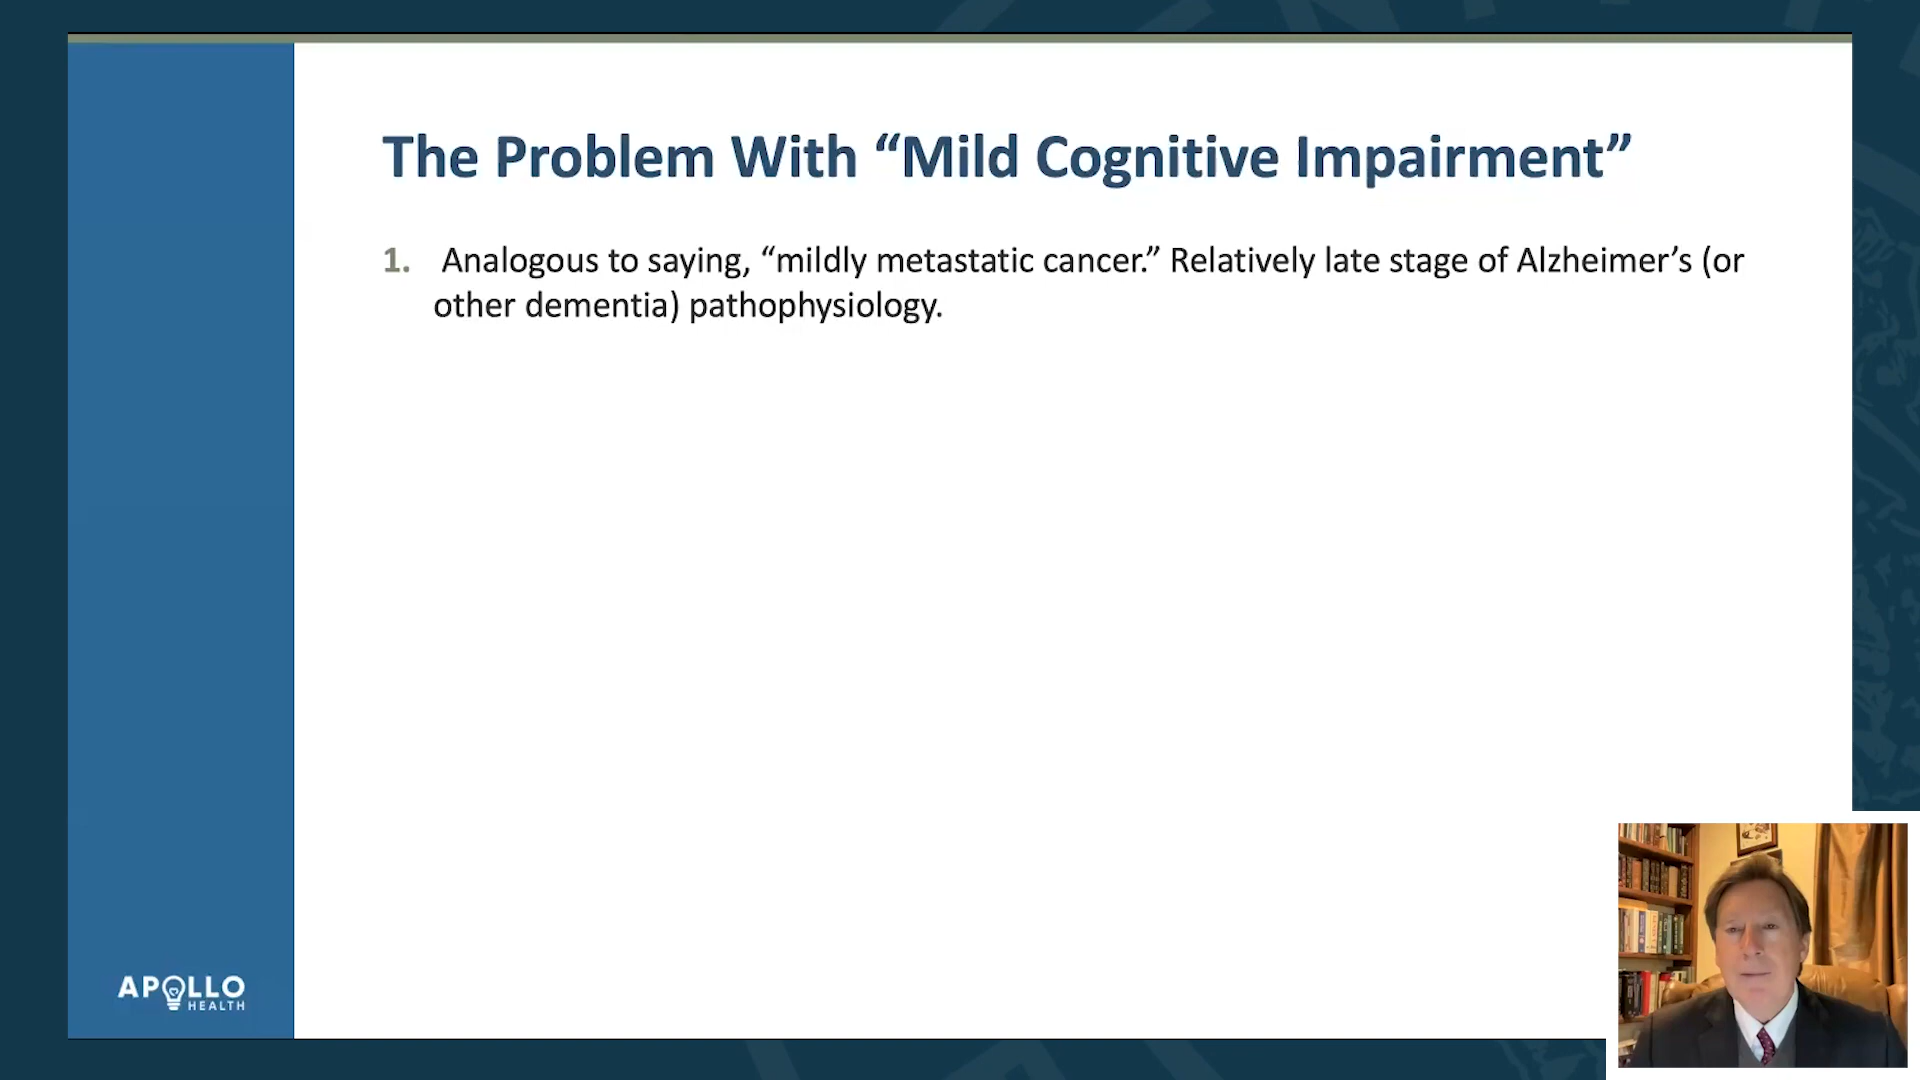 The Problem With “Mild Cognitive Impairment”
1. Analogous to saying, “mildly metastatic cancer.” Relatively late stage of Alzheimer’s (or
other dementia) pathophysiology.
APOLLO
HEALTH